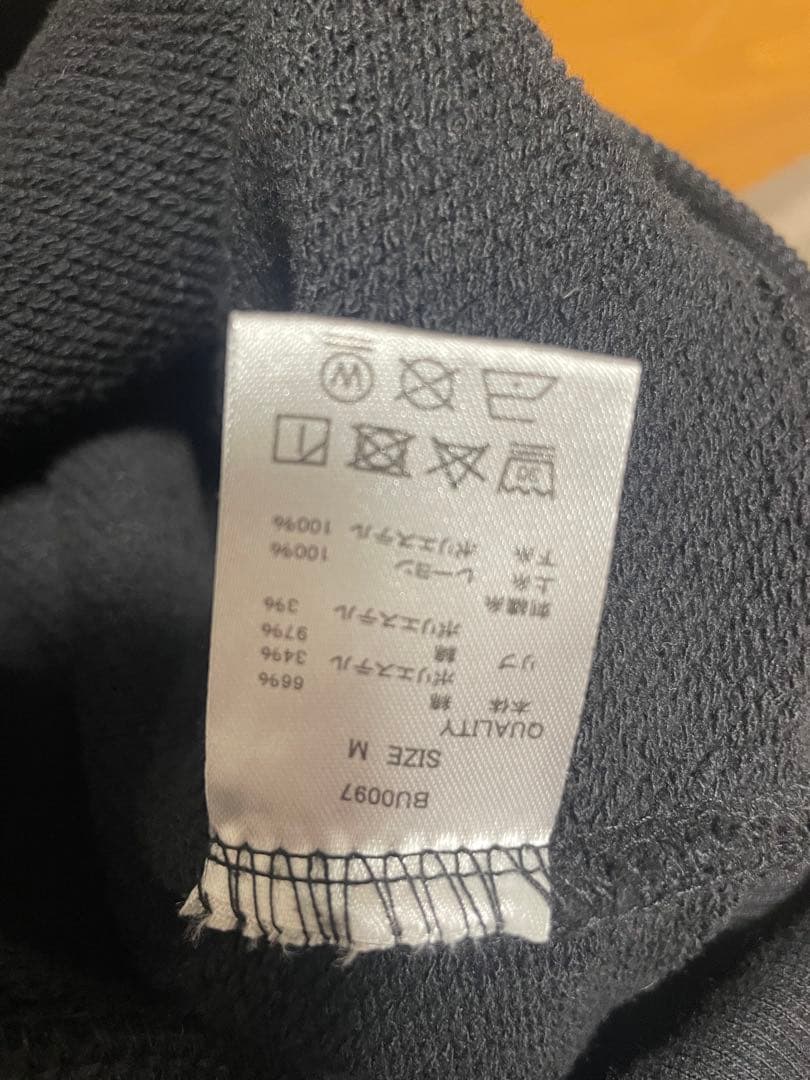 BU0097
SIZE M
QUALITY
本体 綿 66%
ポリエステル 34%
リブ 綿 97%
ポリエステル 3%
刺繍糸
上糸 レーヨン 100%
下糸 ポリエステル 100%
30
W